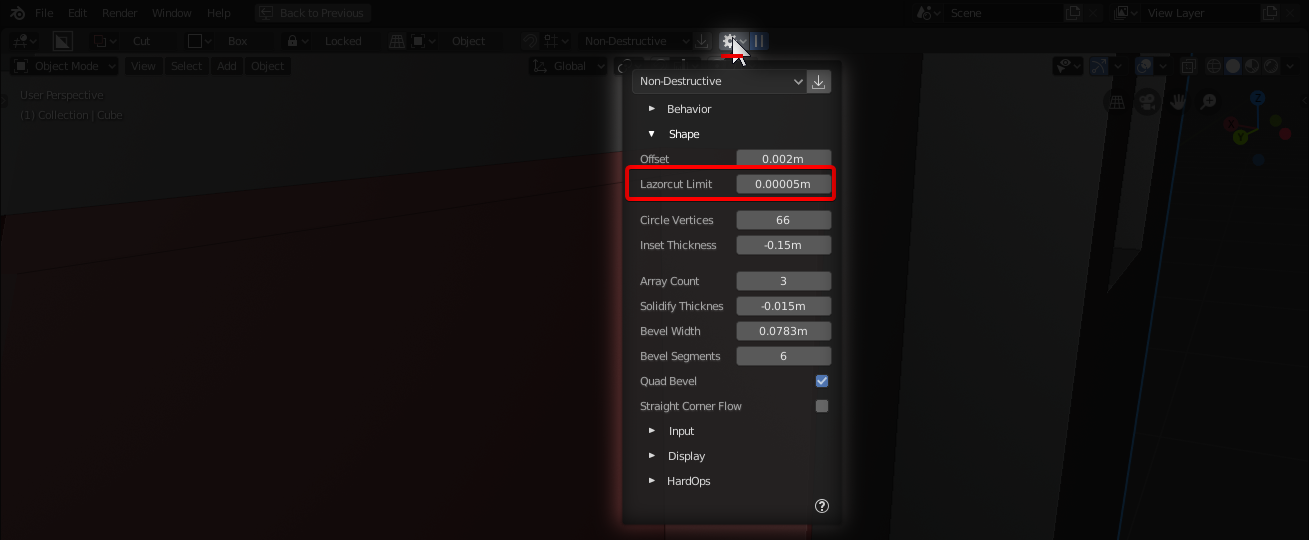 File Edit Render Window Help Back to Previous Scene View Layer
Cut Box Locked Object Non-Destructive
Object Mode View Select Add Object Global
User Perspective
(1) Collection | Cube
Non-Destructive
Behavior
Shape
Offset 0.002m
Lazorcut Limit 0.00005m
Circle Vertices 66
Inset Thickness -0.15m
Array Count 3
Solidify Thicknes -0.015m
Bevel Width 0.0783m
Bevel Segments 6
Quad Bevel
Straight Corner Flow
Input
Display
HardOps
?
Z
X
Y